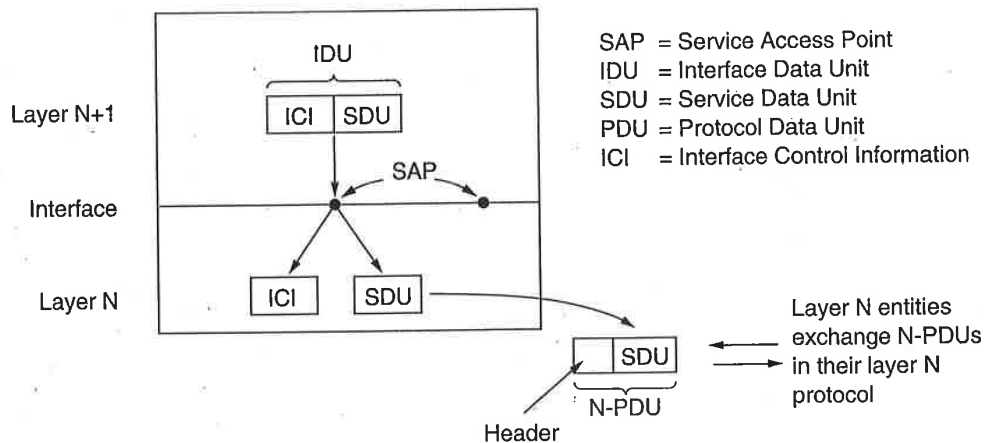 IDU
SAP = Service Access Point
IDU = Interface Data Unit
SDU = Service Data Unit
PDU = Protocol Data Unit
ICI = Interface Control Information
Layer N+1
ICI SDU
SAP
Interface
Layer N
ICI SDU
SDU
N-PDU
Header
Layer N entities
exchange N-PDUs
in their layer N
protocol